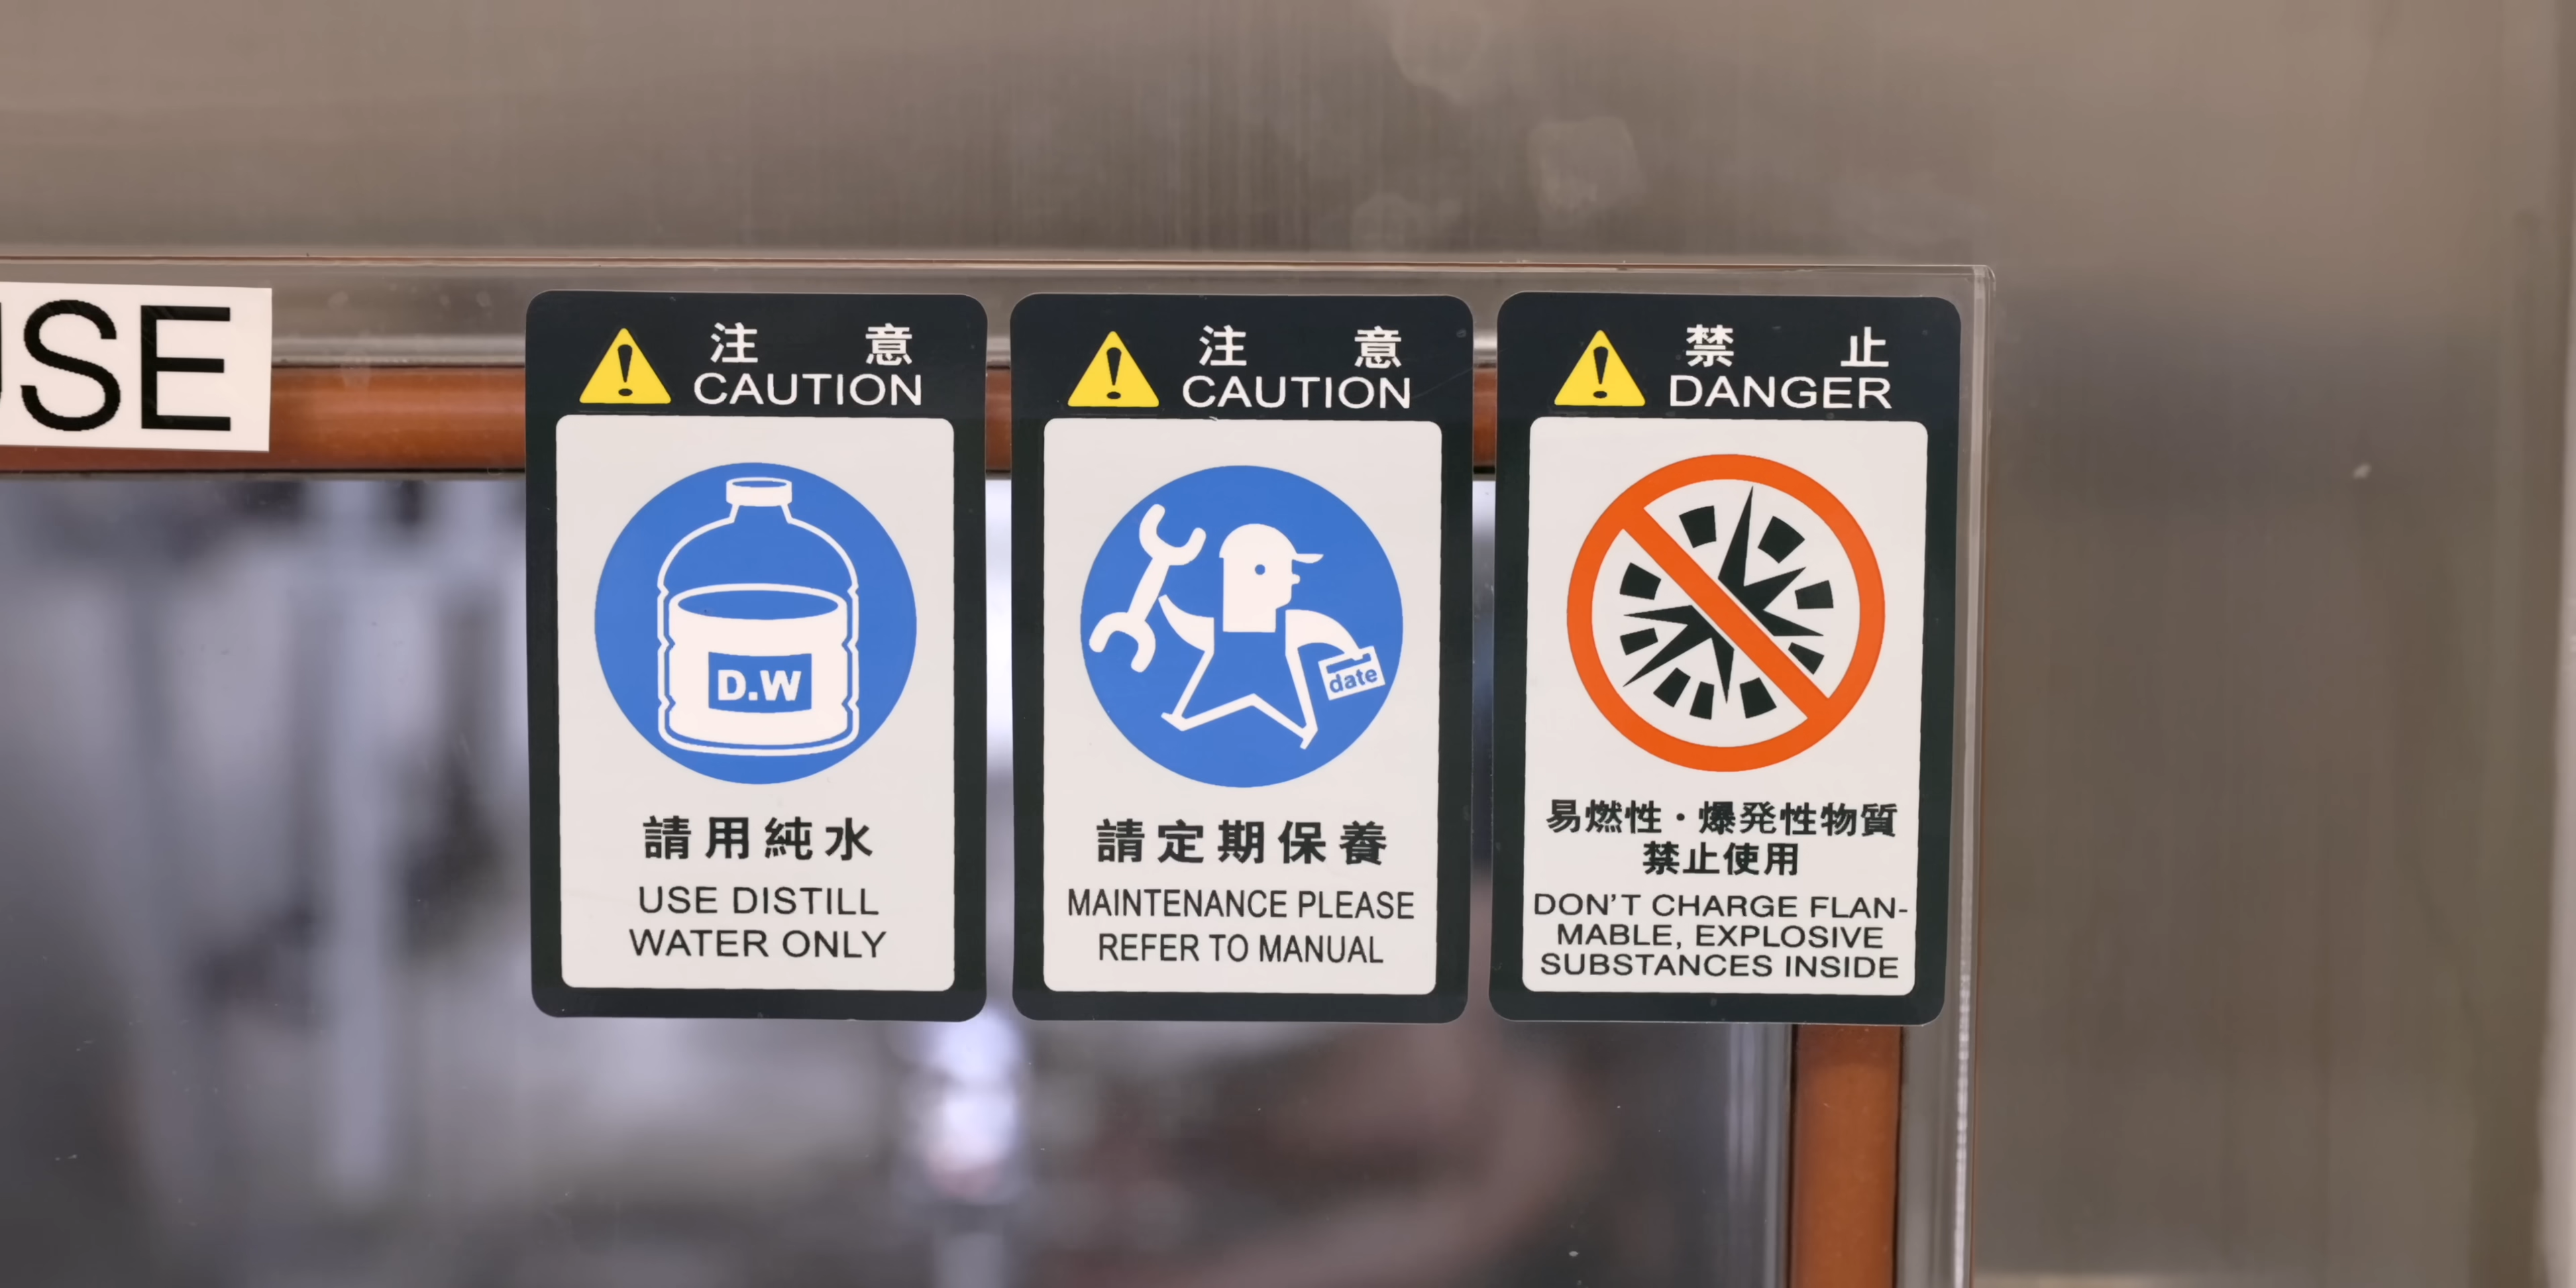 USE
注 意
CAUTION
D.W
請用純水
USE DISTILL
WATER ONLY
注 意
CAUTION
date
請定期保養
MAINTENANCE PLEASE
REFER TO MANUAL
禁 止
DANGER
易燃性・爆発性物質
禁止使用
DON'T CHARGE FLAN-
MABLE, EXPLOSIVE
SUBSTANCES INSIDE